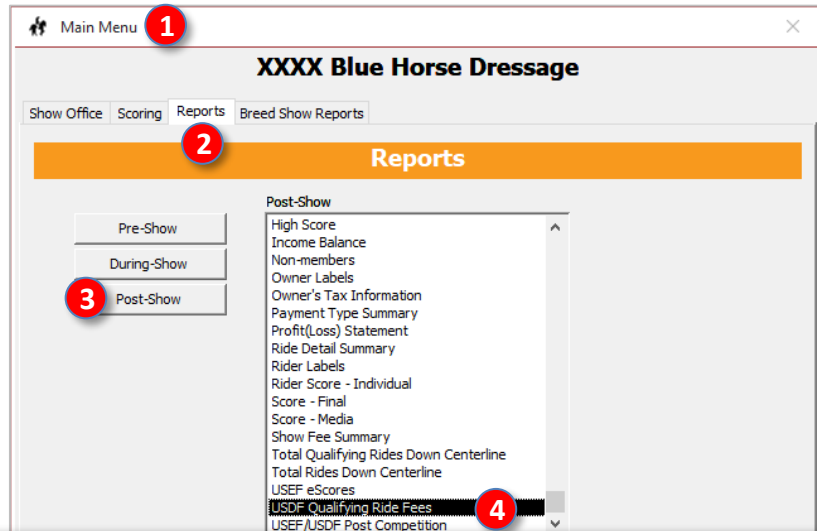 Main Menu 1
XXXX Blue Horse Dressage
Show Office Scoring Reports Breed Show Reports
2
Reports
Post-Show
Pre-Show
During-Show
3 Post-Show
High Score
Income Balance
Non-members
Owner Labels
Owner's Tax Information
Payment Type Summary
Profit(Loss) Statement
Ride Detail Summary
Rider Labels
Rider Score - Individual
Score - Final
Score - Media
Show Fee Summary
Total Qualifying Rides Down Centerline
Total Rides Down Centerline
USEF eScores
USDF Qualifying Ride Fees 4
USEF/USDF Post Competition